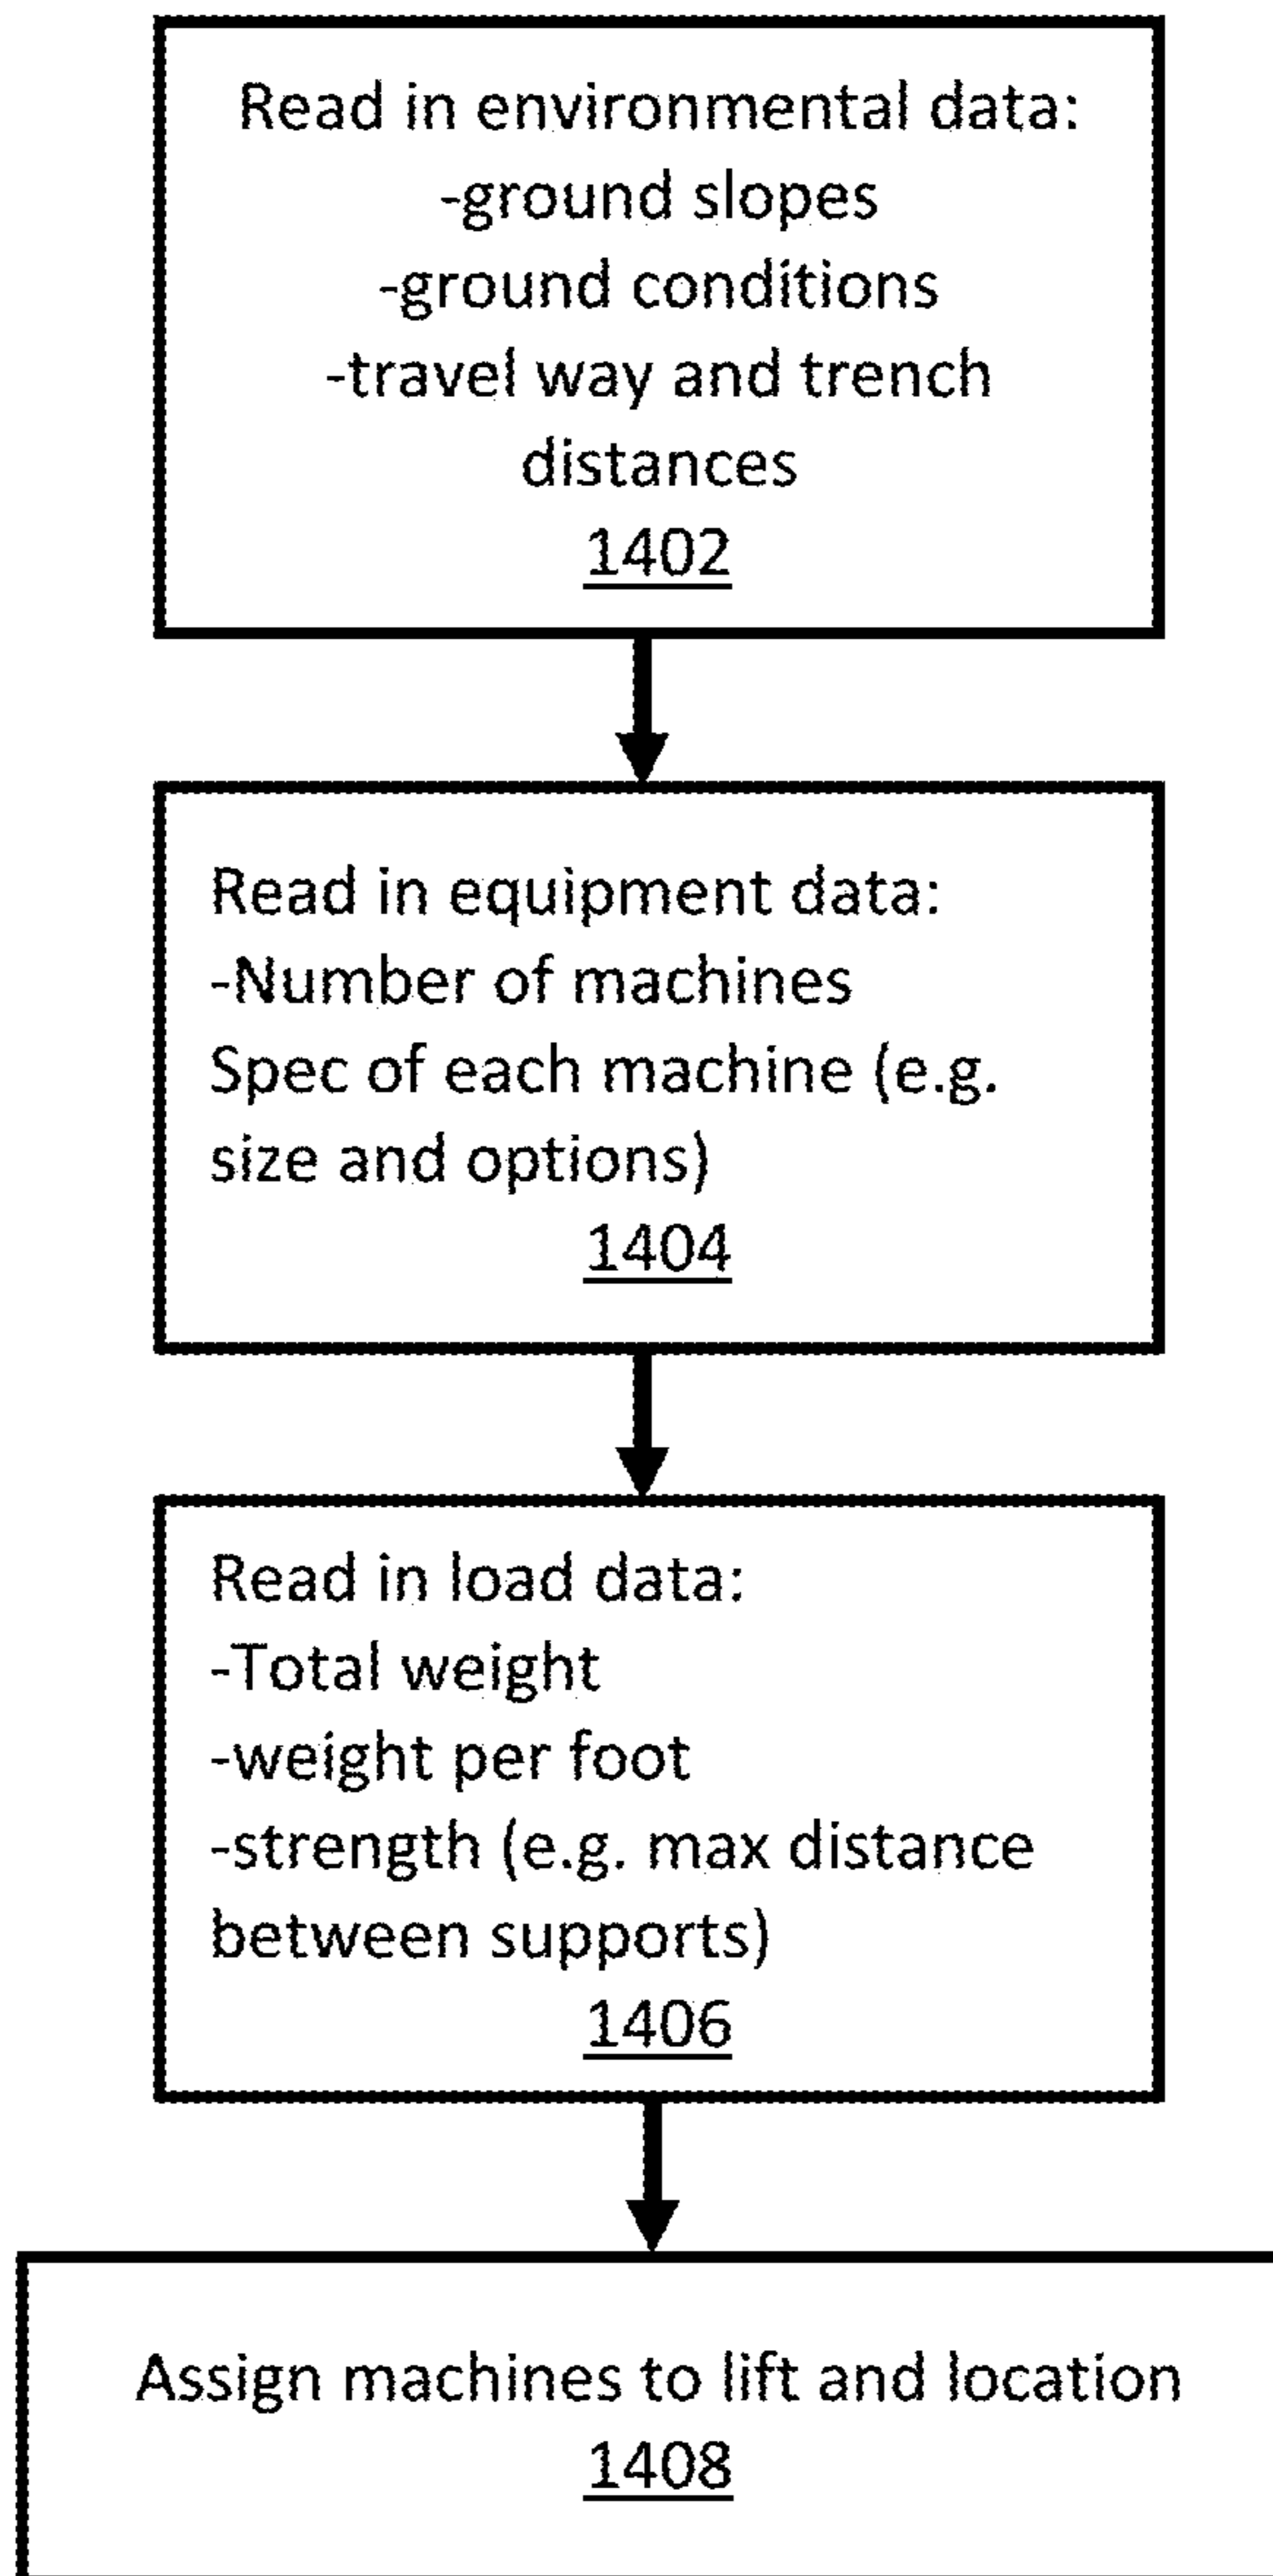 Read in environmental data:
-ground slopes
-ground conditions
-travel way and trench
distances
1402
Read in equipment data:
-Number of machines
Spec of each machine (e.g.
size and options)
1404
Read in load data:
-Total weight
-weight per foot
-strength (e.g. max distance
between supports)
1406
Assign machines to lift and location
1408